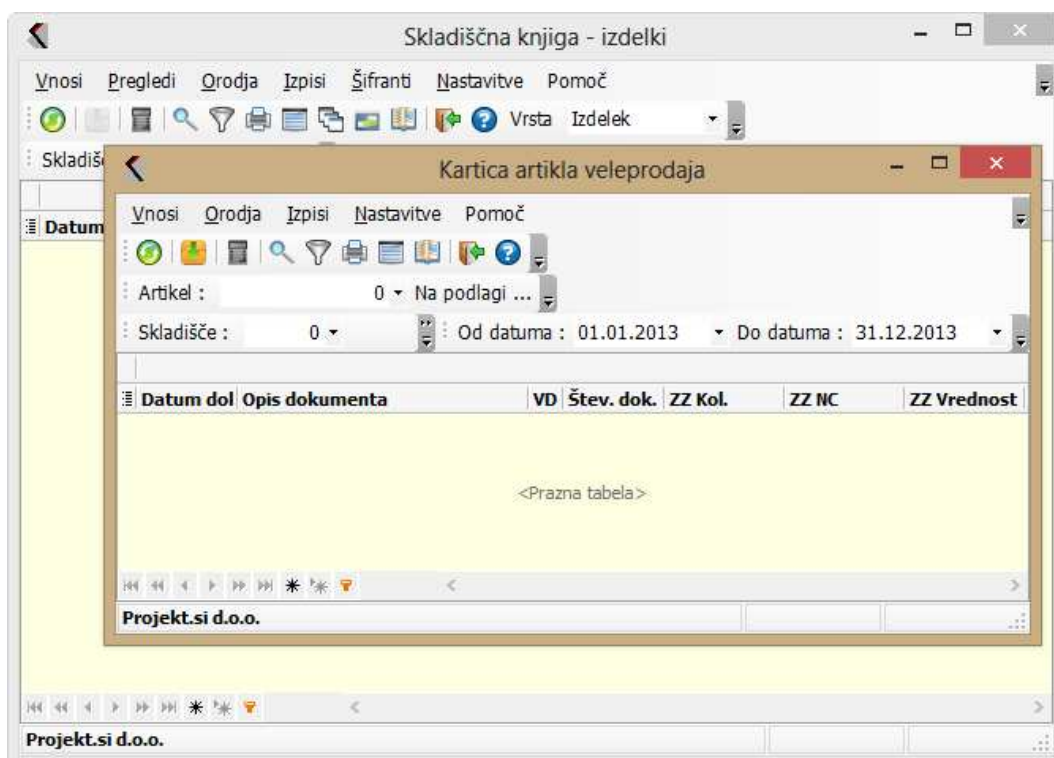 Skladiščna knjiga - izdelki
Vnosi Pregledi Orodja Izpisi Šifranti Nastavitve Pomoč
Vrsta Izdelek
Kartica artikla veleprodaja
Datum
Vnosi Orodja Izpisi Nastavitve Pomoč
Artikel : 0 Na podlagi ...
Skladišče : 0 Od datuma : 01.01.2013 Do datuma : 31.12.2013
Datum dol Opis dokumenta VD Štev. dok. ZZ Kol. ZZ NC ZZ Vrednost
<Prazna tabela>
Projekt.si d.o.o.
Projekt.si d.o.o.